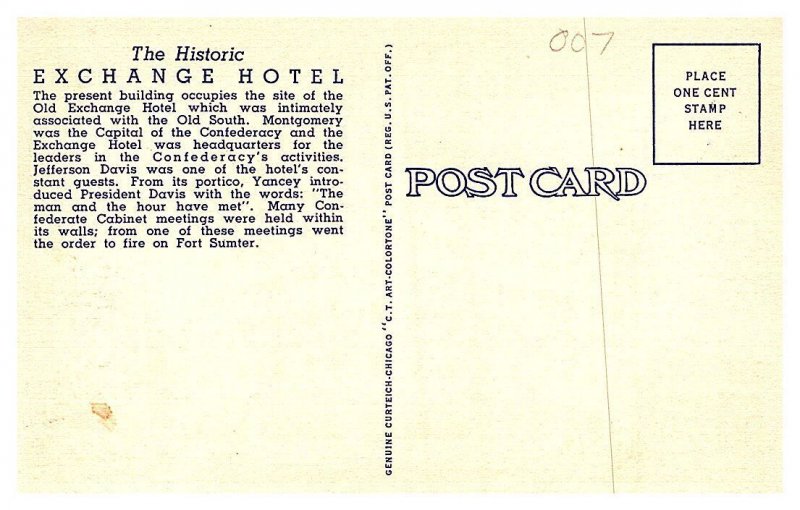 The Historic
EXCHANGE HOTEL
The present building occupies the site of the
Old Exchange Hotel which was intimately
associated with the Old South. Montgomery
was the Capital of the Confederacy and the
Exchange Hotel was headquarters for the
leaders in the Confederacy's activities.
Jefferson Davis was one of the hotel's con-
stant guests. From its portico, Yancey intro-
duced President Davis with the words: "The
man and the hour have met". Many Con-
federate Cabinet meetings were held within
its walls; from one of these meetings went
the order to fire on Fort Sumter.
GENUINE CURTEICH-CHICAGO "C.T. ART-COLORTONE" POST CARD (REG. U.S. PAT. OFF.)
007
POST CARD
PLACE
ONE CENT
STAMP
HERE